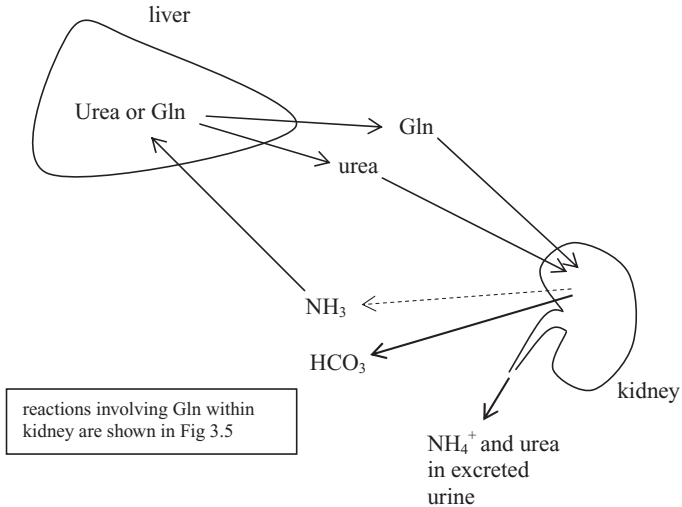 liver
Urea or Gln
Gln
urea
NH₃
HCO₃
kidney
reactions involving Gln within
kidney are shown in Fig 3.5
NH₄⁺ and urea
in excreted
urine